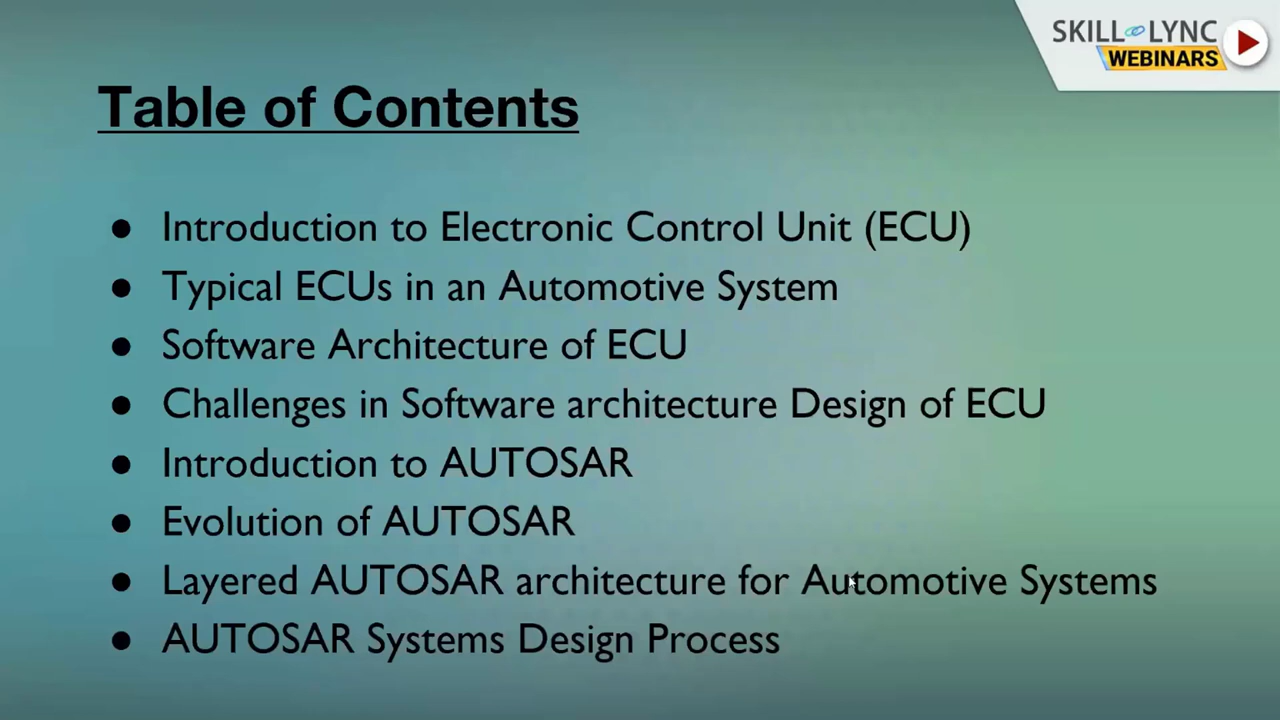 SKILL LYNC
WEBINARS
Table of Contents
● Introduction to Electronic Control Unit (ECU)
● Typical ECUs in an Automotive System
● Software Architecture of ECU
● Challenges in Software architecture Design of ECU
● Introduction to AUTOSAR
● Evolution of AUTOSAR
● Layered AUTOSAR architecture for Automotive Systems
● AUTOSAR Systems Design Process